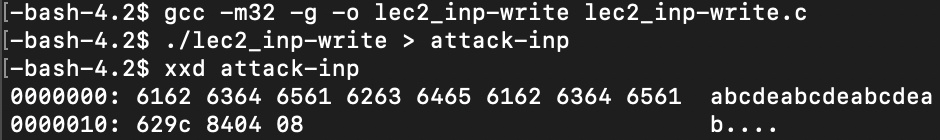 [-bash-4.2$ gcc -m32 -g -o lec2_inp-write lec2_inp-write.c
[-bash-4.2$ ./lec2_inp-write > attack-inp
[-bash-4.2$ xxd attack-inp
0000000: 6162 6364 6561 6263 6465 6162 6364 6561  abcdeabcdeabcdea
0000010: 629c 8404 08                             b....